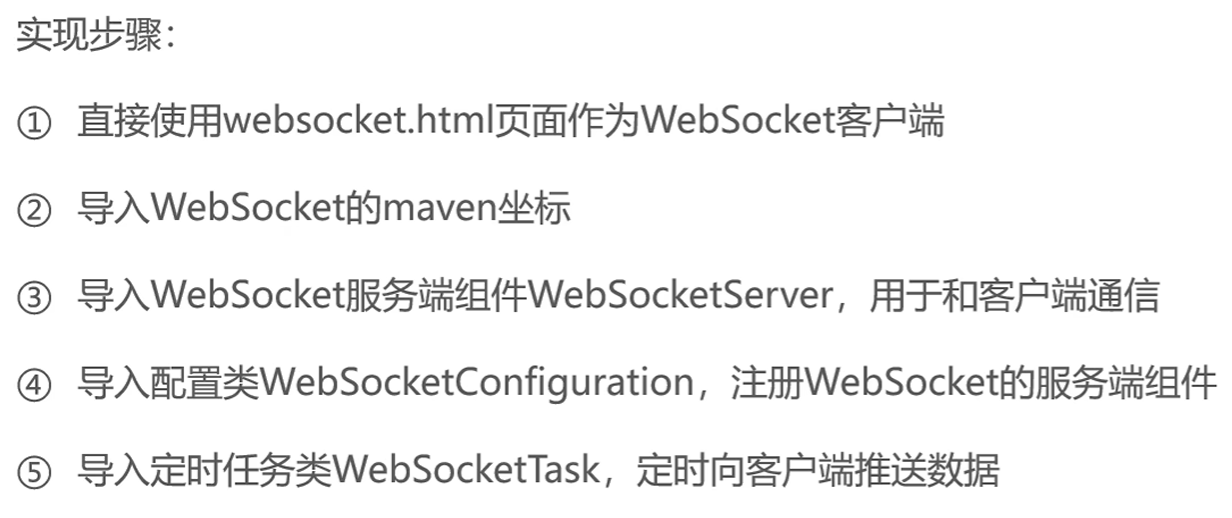 实现步骤：
① 直接使用websocket.html页面作为WebSocket客户端
② 导入WebSocket的maven坐标
③ 导入WebSocket服务端组件WebSocketServer，用于和客户端通信
④ 导入配置类WebSocketConfiguration，注册WebSocket的服务端组件
⑤ 导入定时任务类WebSocketTask，定时向客户端推送数据